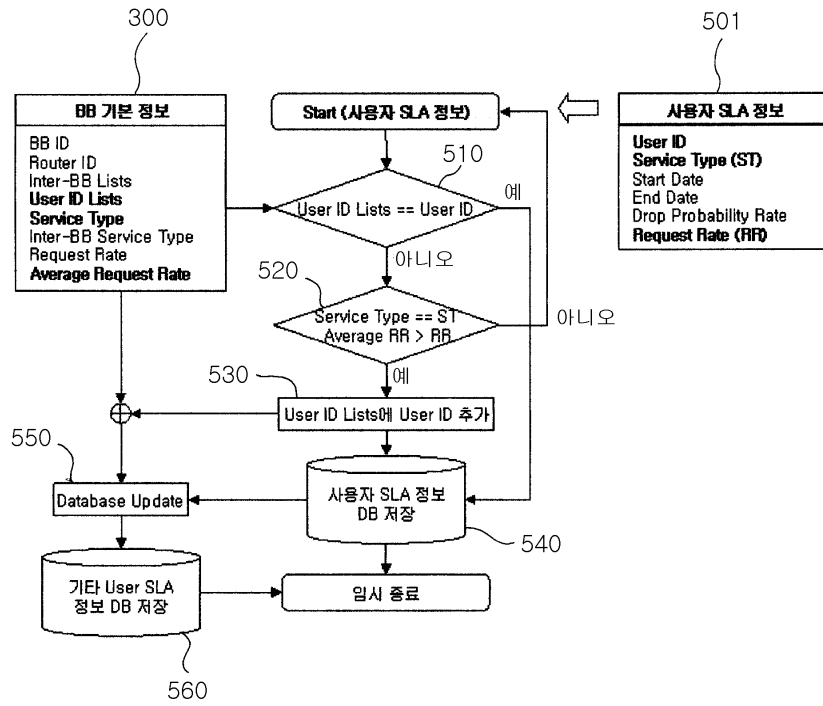 300
501
BB 기본 정보
BB ID
Router ID
Inter-BB Lists
User ID Lists
Service Type
Inter-BB Service Type
Request Rate
Average Request Rate
Start (사용자 SLA 정보)
사용자 SLA 정보
User ID
Service Type (ST)
Start Date
End Date
Drop Probability Rate
Request Rate (RR)
510
User ID Lists == User ID
예
아니오
520
Service Type == ST
Average RR > RR
아니오
예
530
User ID Lists에 User ID 추가
550
Database Update
사용자 SLA 정보
DB 저장
540
기타 User SLA
정보 DB 저장
임시 종료
560